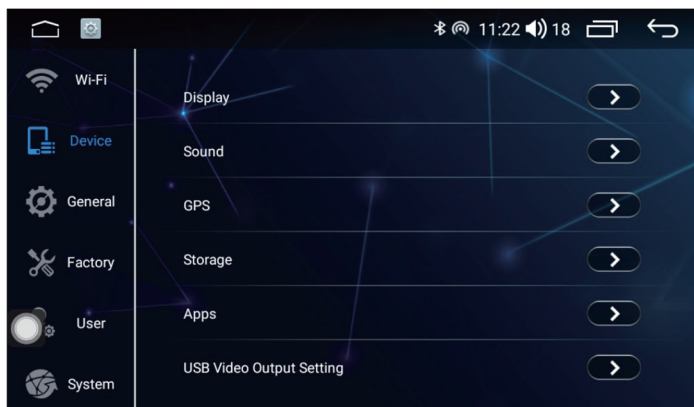 11:22 18
Wi-Fi
Device
General
Factory
User
System
Display
Sound
GPS
Storage
Apps
USB Video Output Setting